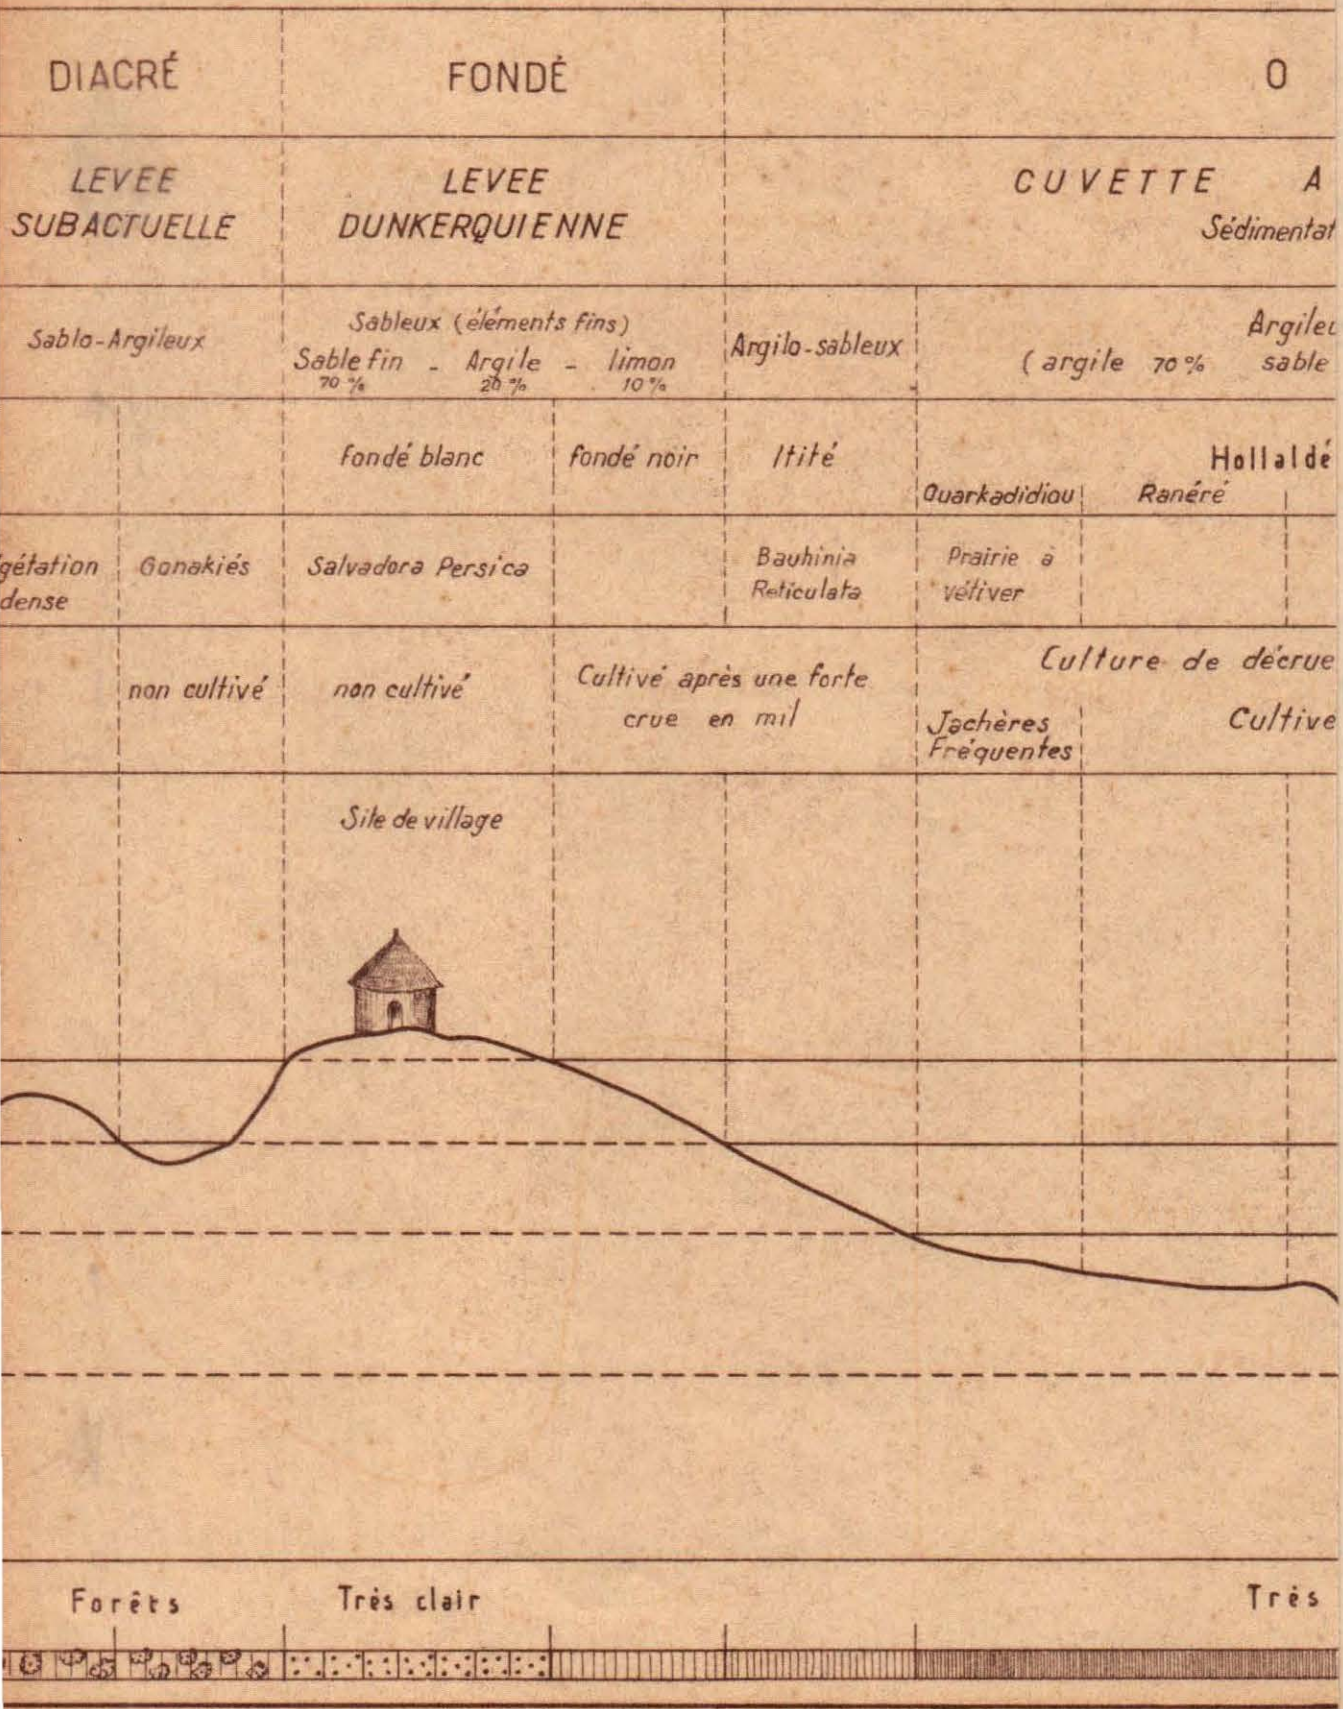 DIACRÉ FONDÉ O
LEVEE LEVEE CUVETTE A
SUBACTUELLE DUNKERQUIENNE Sédimentat
Sablo-Argileux Sableux (éléments fins) Argilo-sableux Argileu
Sable fin - Argile - limon (argile 70% sable
70% 20% 10%
fondé blanc fondé noir Itité Hollaldé
Ouarkadidiou Ranéré
gétation Gonakiés Salvadora Persica Bauhinia Prairie à
dense Reticulata vétiver
non cultivé non cultivé Cultivé après une forte Culture de décrue
crue en mil Jachères Cultive
Fréquentes
Site de village
Forêts Très clair Très